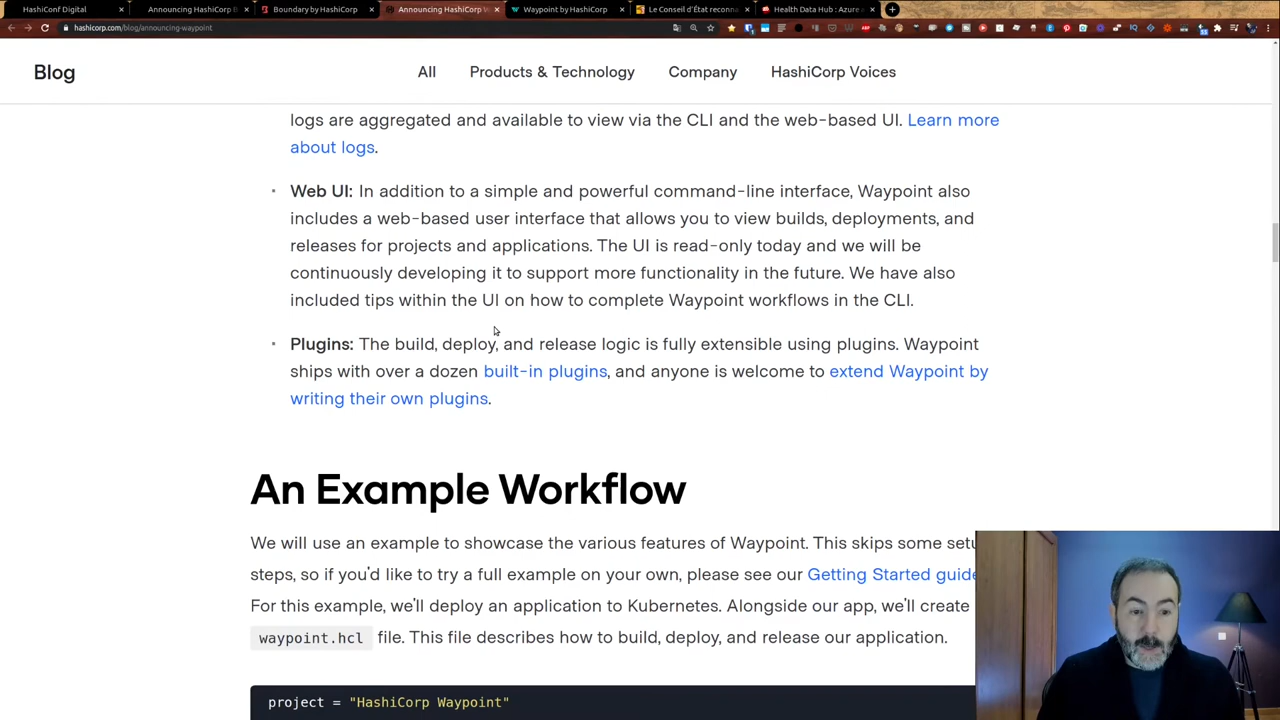 HashiConf Digital
Announcing HashiCorp B
Boundary by HashiCorp
Announcing HashiCorp W
Waypoint by HashiCorp
Le Conseil d'État reconna
Health Data Hub : Azure
hashicorp.com/blog/announcing-waypoint
Blog
All
Products & Technology
Company
HashiCorp Voices
logs are aggregated and available to view via the CLI and the web-based UI. Learn more
about logs.
Web UI: In addition to a simple and powerful command-line interface, Waypoint also
includes a web-based user interface that allows you to view builds, deployments, and
releases for projects and applications. The UI is read-only today and we will be
continuously developing it to support more functionality in the future. We have also
included tips within the UI on how to complete Waypoint workflows in the CLI.
Plugins: The build, deploy, and release logic is fully extensible using plugins. Waypoint
ships with over a dozen built-in plugins, and anyone is welcome to extend Waypoint by
writing their own plugins.
An Example Workflow
We will use an example to showcase the various features of Waypoint. This skips some setu
steps, so if you'd like to try a full example on your own, please see our Getting Started guide
For this example, we'll deploy an application to Kubernetes. Alongside our app, we'll create
waypoint.hcl file. This file describes how to build, deploy, and release our application.
project = "HashiCorp Waypoint"